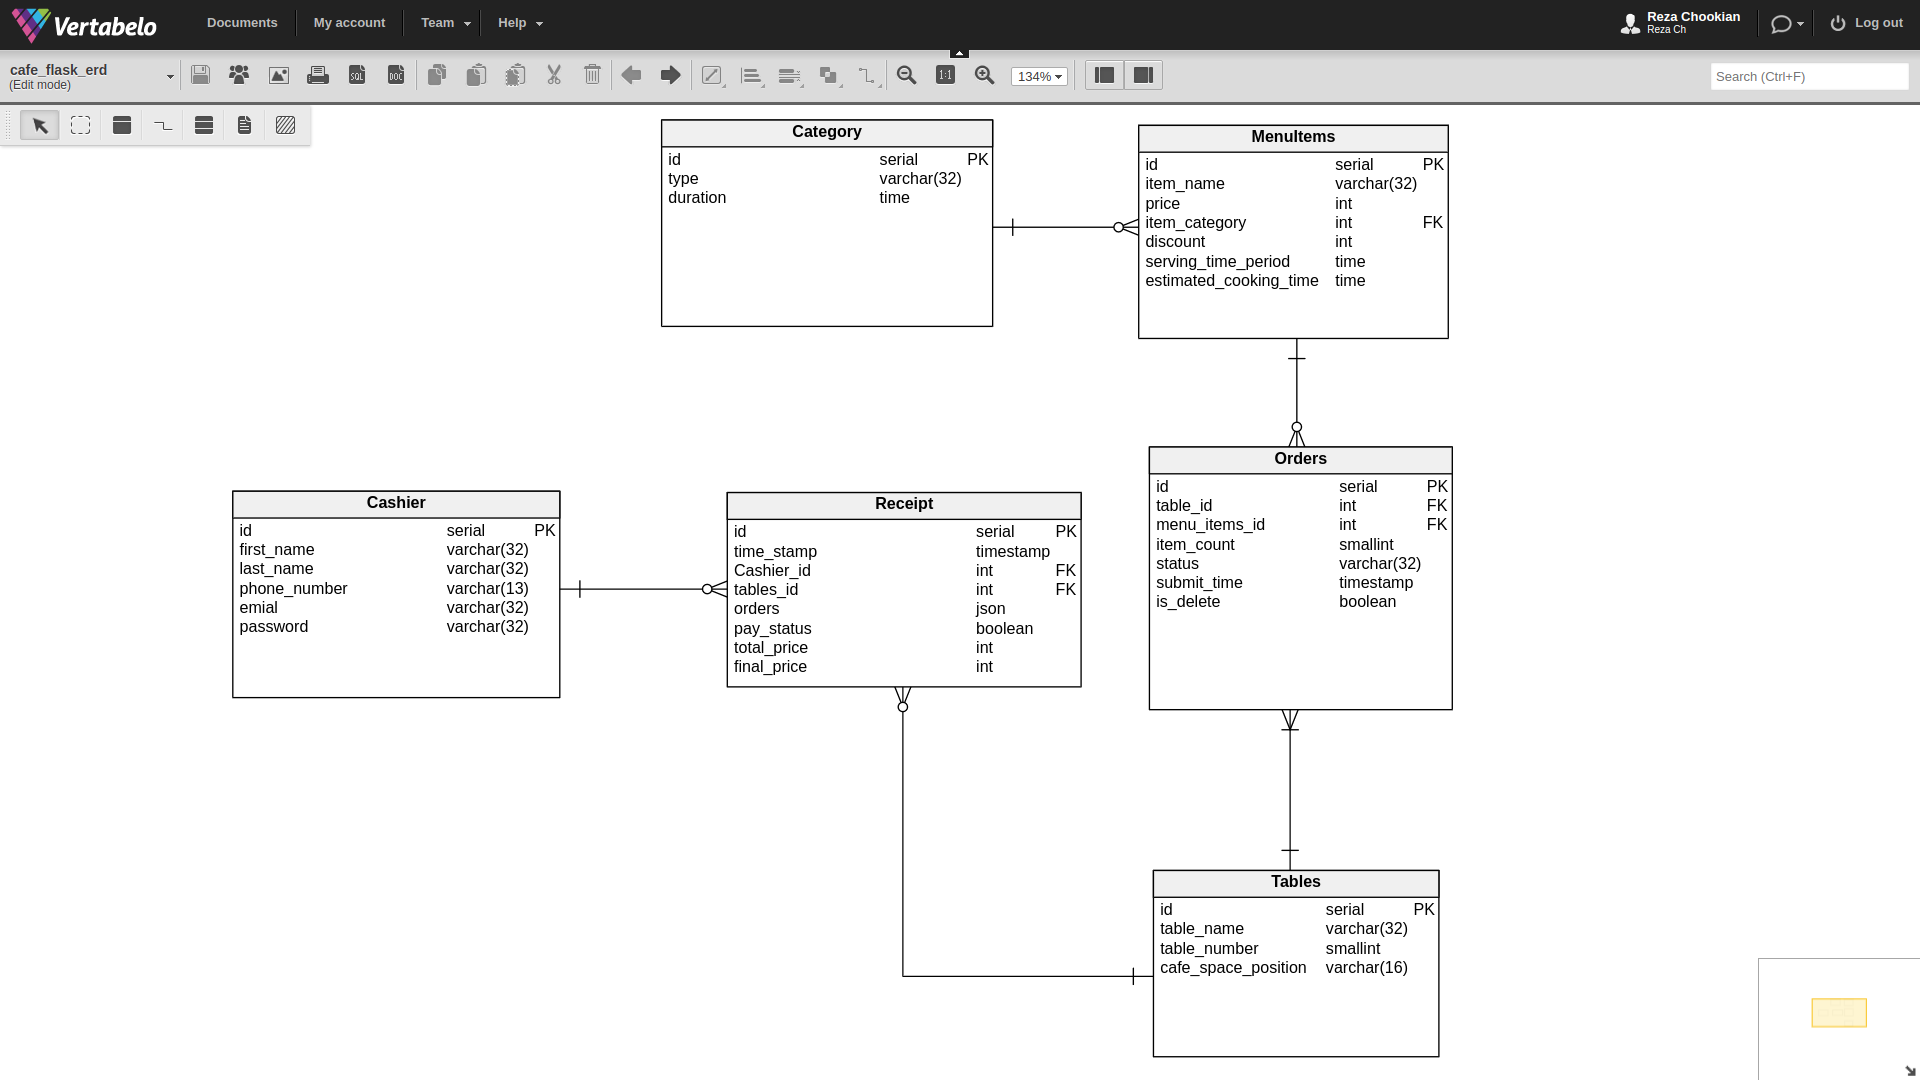 Vertabelo
Documents
My account
Team
Help
Reza Chookian
Reza Ch
Log out
cafe_flask_erd
(Edit mode)
SQL
DOC
1:1
134%
Search (Ctrl+F)
Category
id serial PK
type varchar(32)
duration time
MenuItems
id serial PK
item_name varchar(32)
price int
item_category int FK
discount int
serving_time_period time
estimated_cooking_time time
Orders
id serial PK
table_id int FK
menu_items_id int FK
item_count smallint
status varchar(32)
submit_time timestamp
is_delete boolean
Cashier
id serial PK
first_name varchar(32)
last_name varchar(32)
phone_number varchar(13)
emial varchar(32)
password varchar(32)
Receipt
id serial PK
time_stamp timestamp
Cashier_id int FK
tables_id int FK
orders json
pay_status boolean
total_price int
final_price int
Tables
id serial PK
table_name varchar(32)
table_number smallint
cafe_space_position varchar(16)